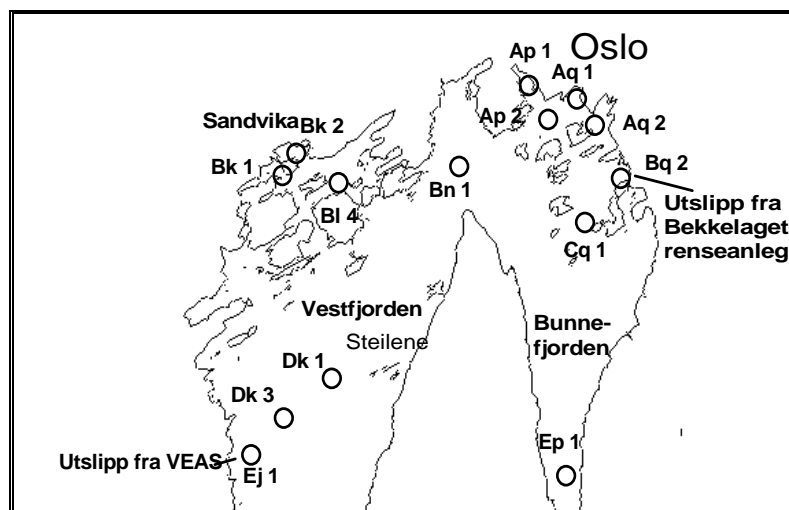 Oslo
Ap 1
Aq 1
Ap 2
Aq 2
Sandvika
Bk 2
Bk 1
Bl 4
Bn 1
Bq 2
Utslipp fra
Bekkelaget
renseanleg
Cq 1
Vestfjorden
Steilene
Bunne-
fjorden
Dk 1
Dk 3
Utslipp fra VEAS
Ej 1
Ep 1